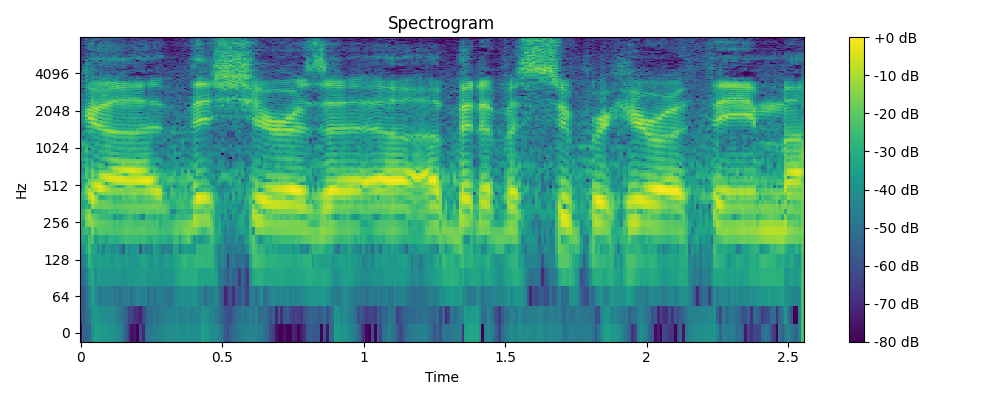 Spectrogram
Hz
4096
2048
1024
512
256
128
64
0
0 0.5 1 1.5 2 2.5
Time
+0 dB
-10 dB
-20 dB
-30 dB
-40 dB
-50 dB
-60 dB
-70 dB
-80 dB